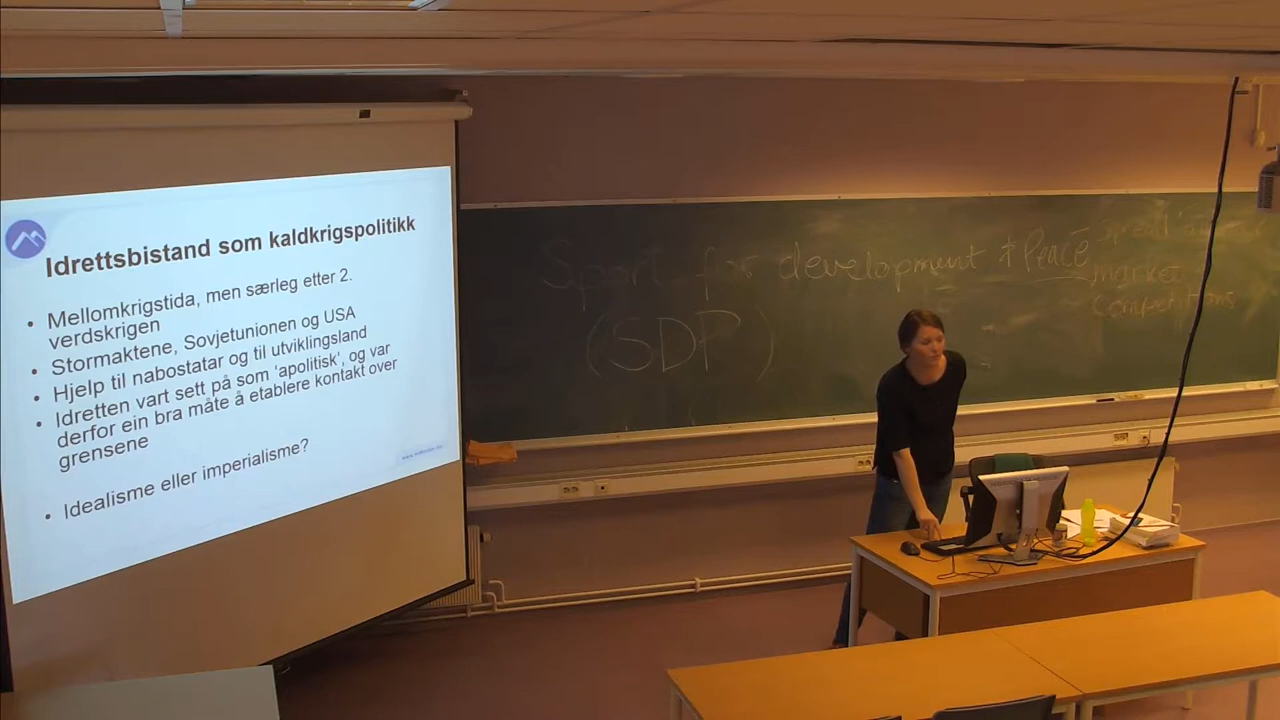 Idrettsbistand som kaldkrigspolitikk
• Mellomkrigstida, men særleg etter 2.
verdskrigen
• Stormaktene, Sovjetunionen og USA
• Hjelp til nabostatar og til utviklingsland
• Idretten vart sett på som 'apolitisk', og var
derfor ein bra måte å etablere kontakt over
grensene
• Idealisme eller imperialisme?
Sport for development + Peace
(SDP)
Spread
market
Competitions